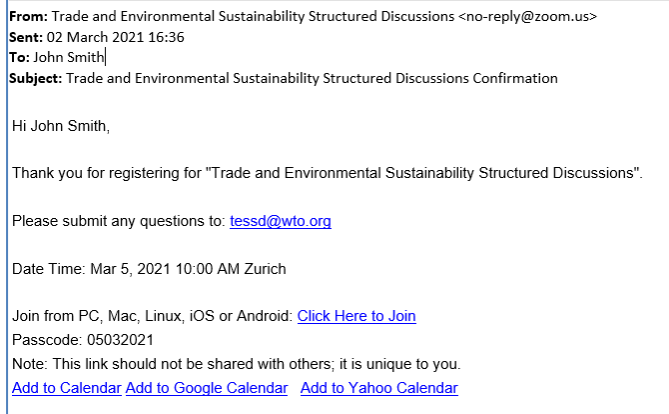 From: Trade and Environmental Sustainability Structured Discussions <no-reply@zoom.us>
Sent: 02 March 2021 16:36
To: John Smith
Subject: Trade and Environmental Sustainability Structured Discussions Confirmation
Hi John Smith,
Thank you for registering for "Trade and Environmental Sustainability Structured Discussions".
Please submit any questions to: tessd@wto.org
Date Time: Mar 5, 2021 10:00 AM Zurich
Join from PC, Mac, Linux, iOS or Android: Click Here to Join
Passcode: 05032021
Note: This link should not be shared with others; it is unique to you.
Add to Calendar Add to Google Calendar Add to Yahoo Calendar